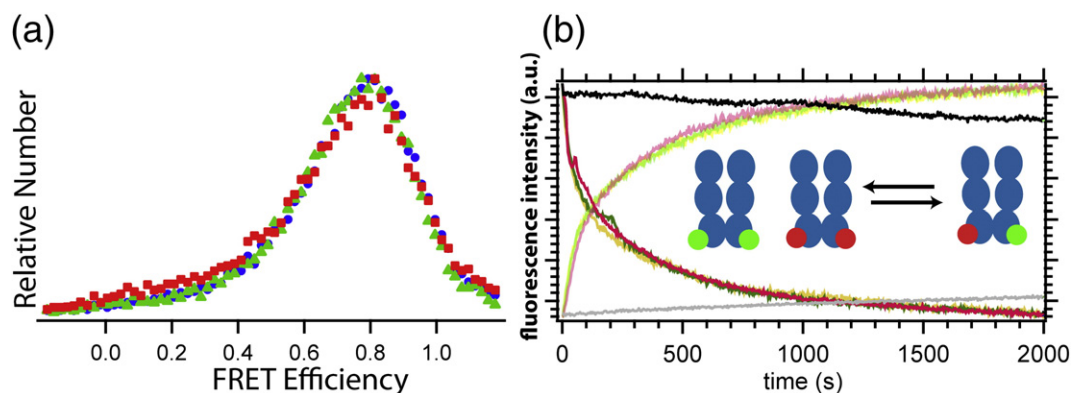 (a)
Relative Number
0.0 0.2 0.4 0.6 0.8 1.0
FRET Efficiency
(b)
fluorescence intensity (a.u.)
0 500 1000 1500 2000
time (s)